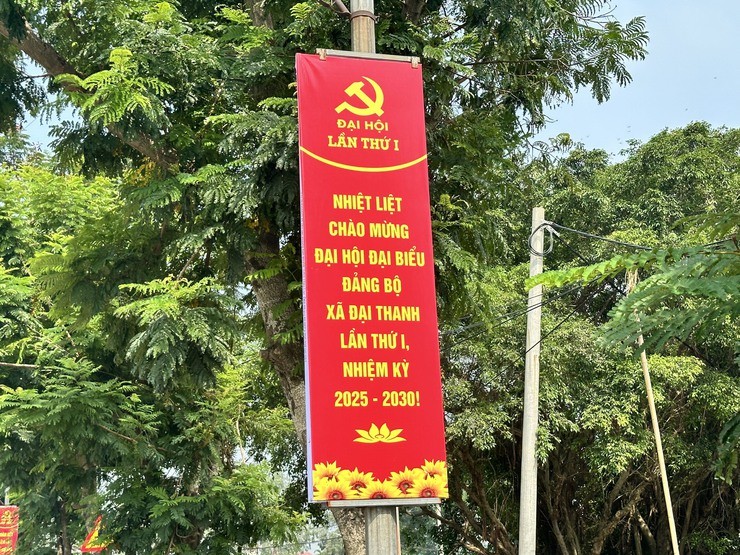 ĐẠI HỘI
LẦN THỨ I
NHIỆT LIỆT
CHÀO MỪNG
ĐẠI HỘI ĐẠI BIỂU
ĐẢNG BỘ
XÃ ĐẠI THANH
LẦN THỨ I,
NHIỆM KỲ
2025 - 2030!